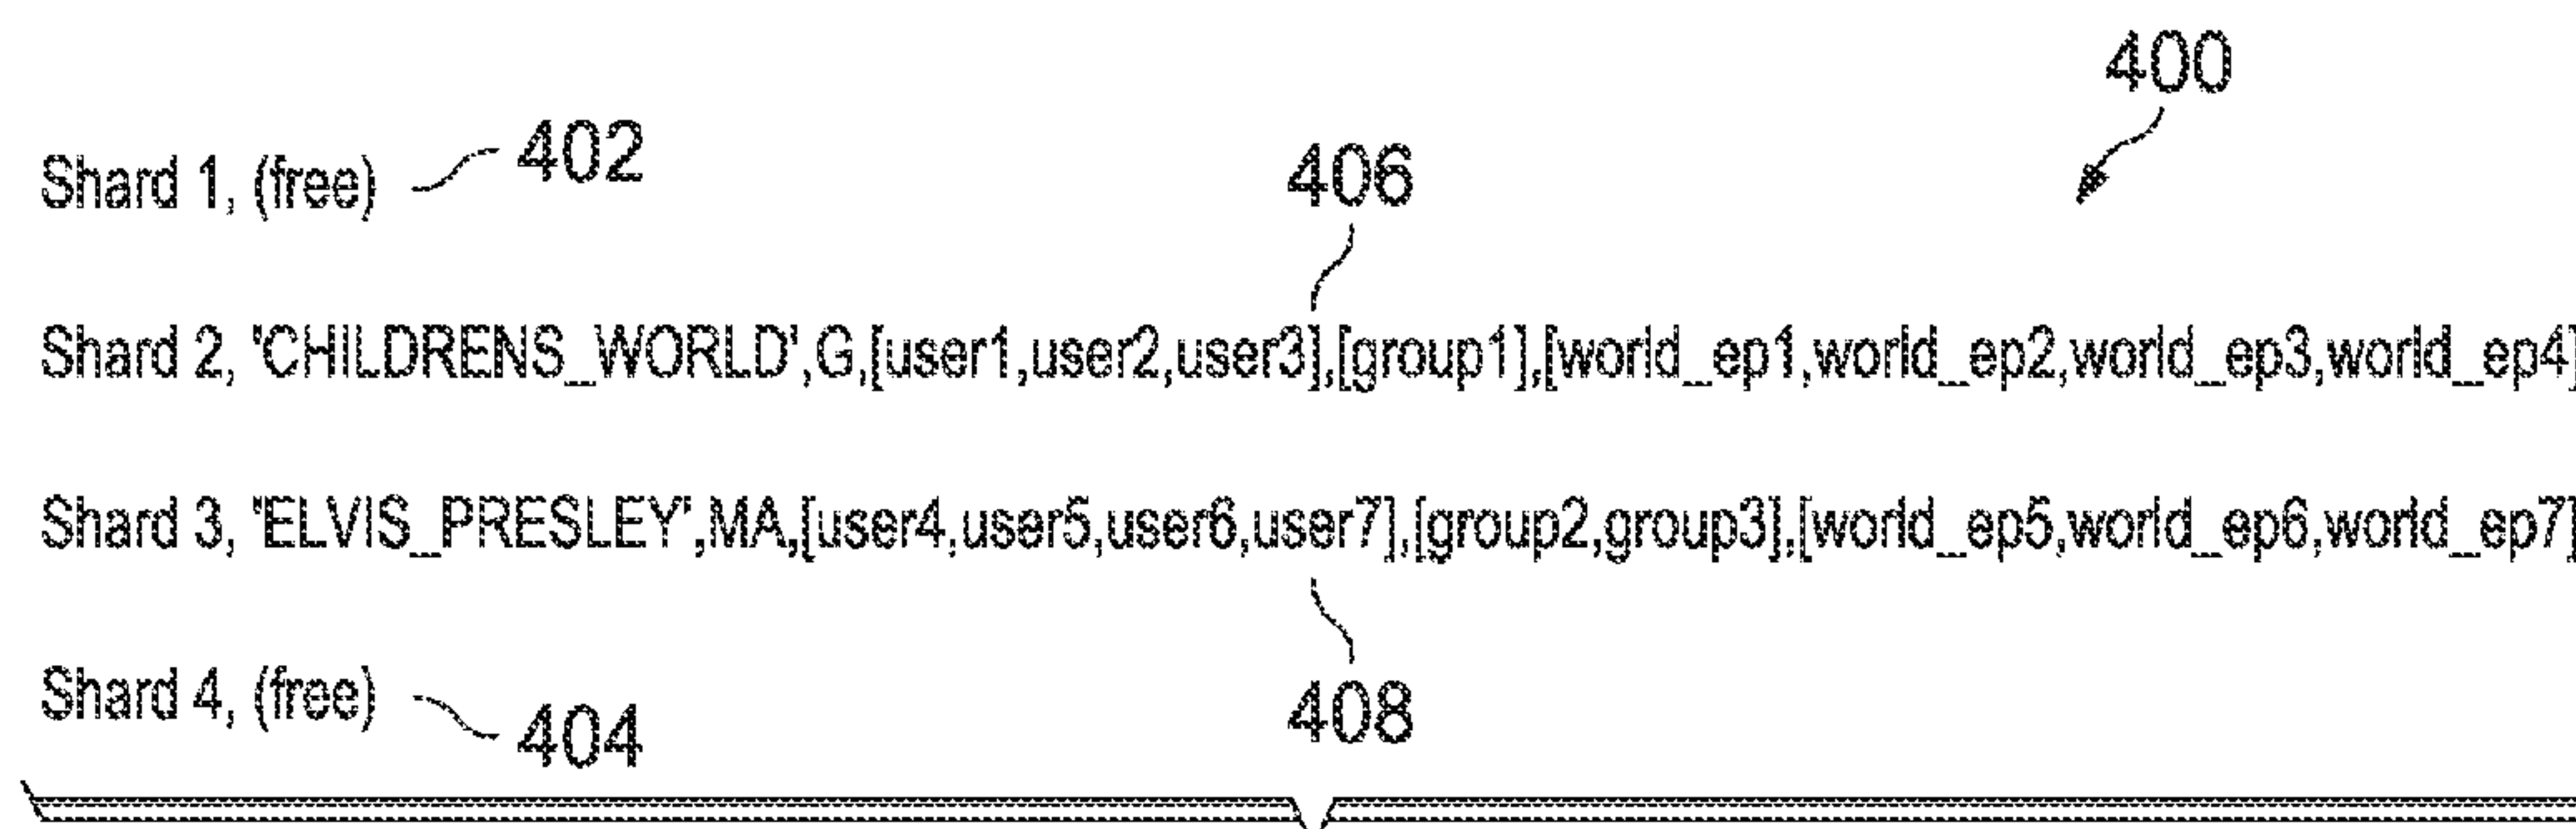 400
Shard 1, (free) 402
406
Shard 2, 'CHILDRENS_WORLD',G,[user1,user2,user3],[group1],[world_ep1,world_ep2,world_ep3,world_ep4]
Shard 3, 'ELVIS_PRESLEY',MA,[user4,user5,user6,user7],[group2,group3],[world_ep5,world_ep6,world_ep7]
Shard 4, (free) 404
408